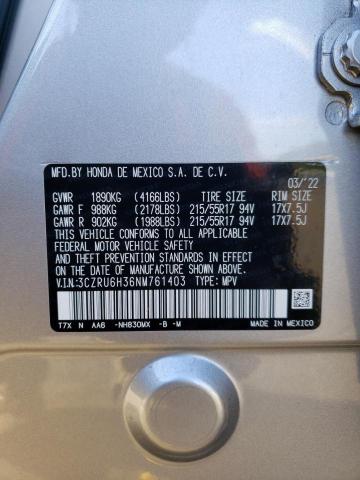 MFD.BY HONDA DE MEXICO S.A. DE C.V.
03/'22
GVWR 1890KG (4166LBS) TIRE SIZE RIM SIZE
GAWR F 988KG (2178LBS) 215/55R17 94V 17X7.5J
GAWR R 902KG (1988LBS) 215/55R17 94V 17X7.5J
THIS VEHICLE CONFORMS TO ALL APPLICABLE
FEDERAL MOTOR VEHICLE SAFETY, BUMPER,
AND THEFT PREVENTION STANDARDS IN EFFECT
ON THE DATE OF MANUFACTURE SHOWN ABOVE.
V.I.N:3CZRU6H36NM761403 TYPE: MPV
T7X N AA6 -NH830MX -B -M
MADE IN MEXICO